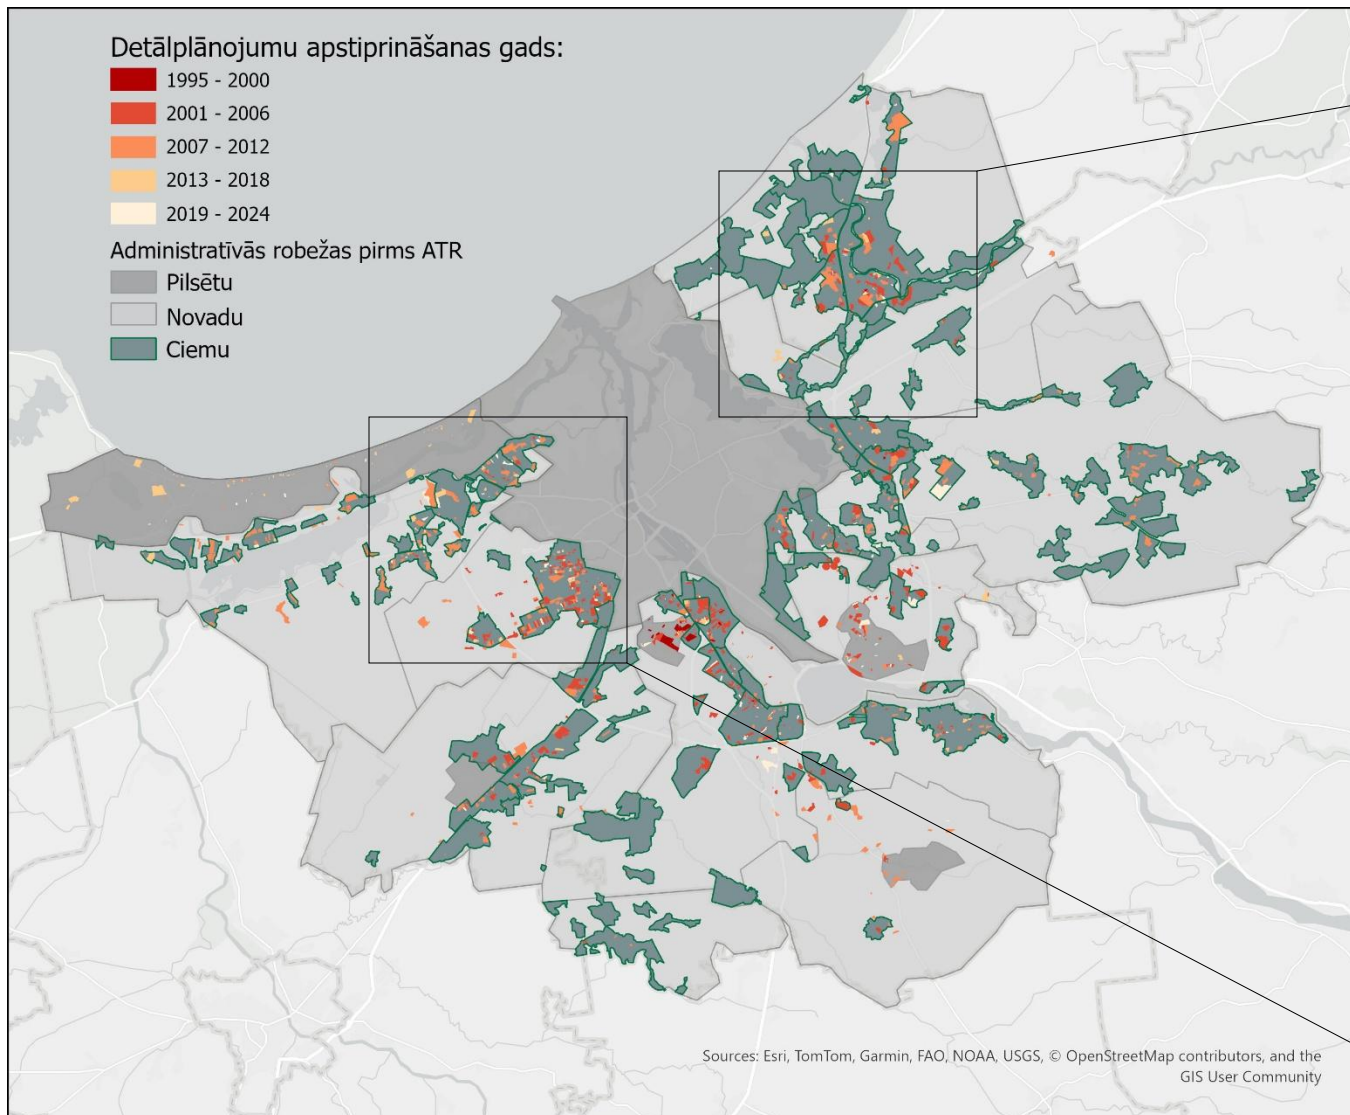 Detālplānojumu apstiprināšanas gads:
1995 - 2000
2001 - 2006
2007 - 2012
2013 - 2018
2019 - 2024
Administratīvās robežas pirms ATR
Pilsētu
Novadu
Ciemu
Sources: Esri, TomTom, Garmin, FAO, NOAA, USGS, © OpenStreetMap contributors, and the
GIS User Community